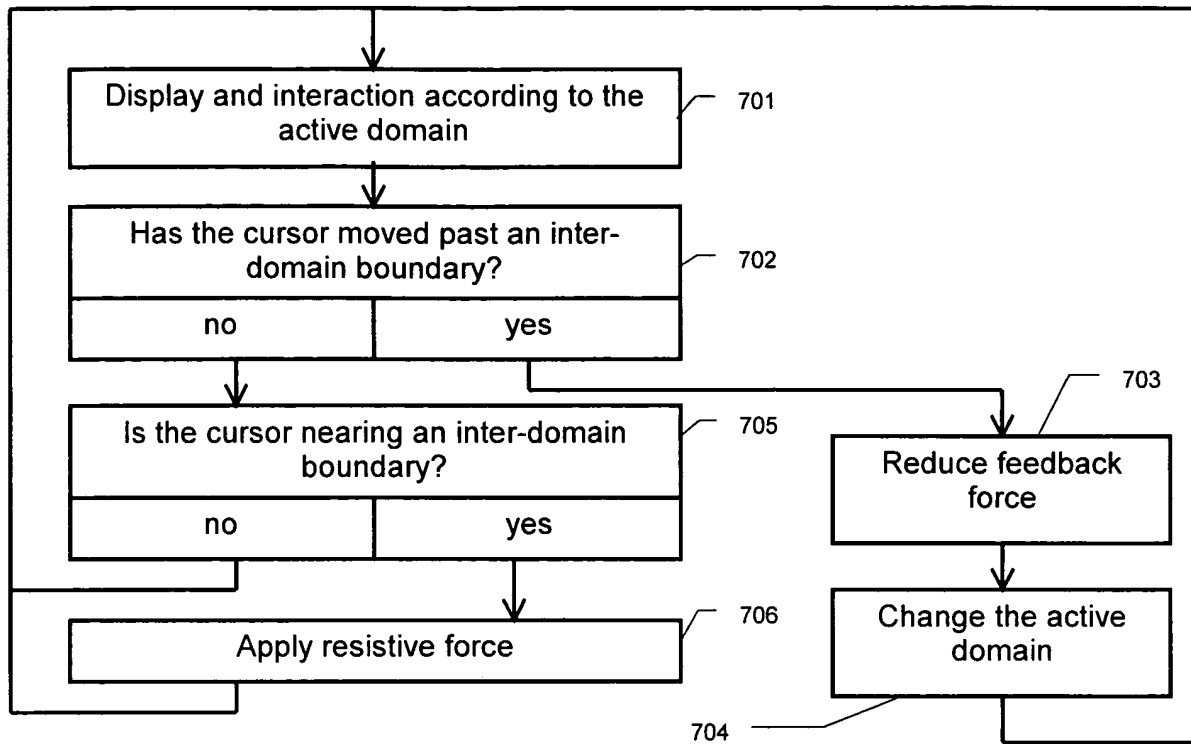 Display and interaction according to the
active domain
701
Has the cursor moved past an inter-
domain boundary?
702
no
yes
703
Is the cursor nearing an inter-domain
boundary?
705
no
yes
Reduce feedback
force
Apply resistive force
706
Change the active
domain
704